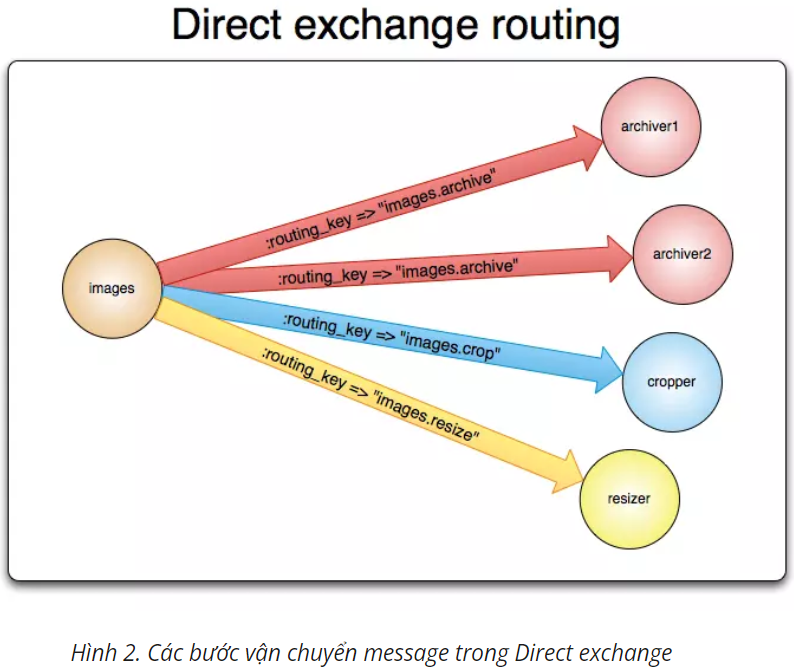 Direct exchange routing
archiver1
:routing_key => "images.archive"
archiver2
:routing_key => "images.archive"
images
:routing_key => "images.crop"
cropper
:routing_key => "images.resize"
resizer
Hình 2. Các bước vận chuyển message trong Direct exchange